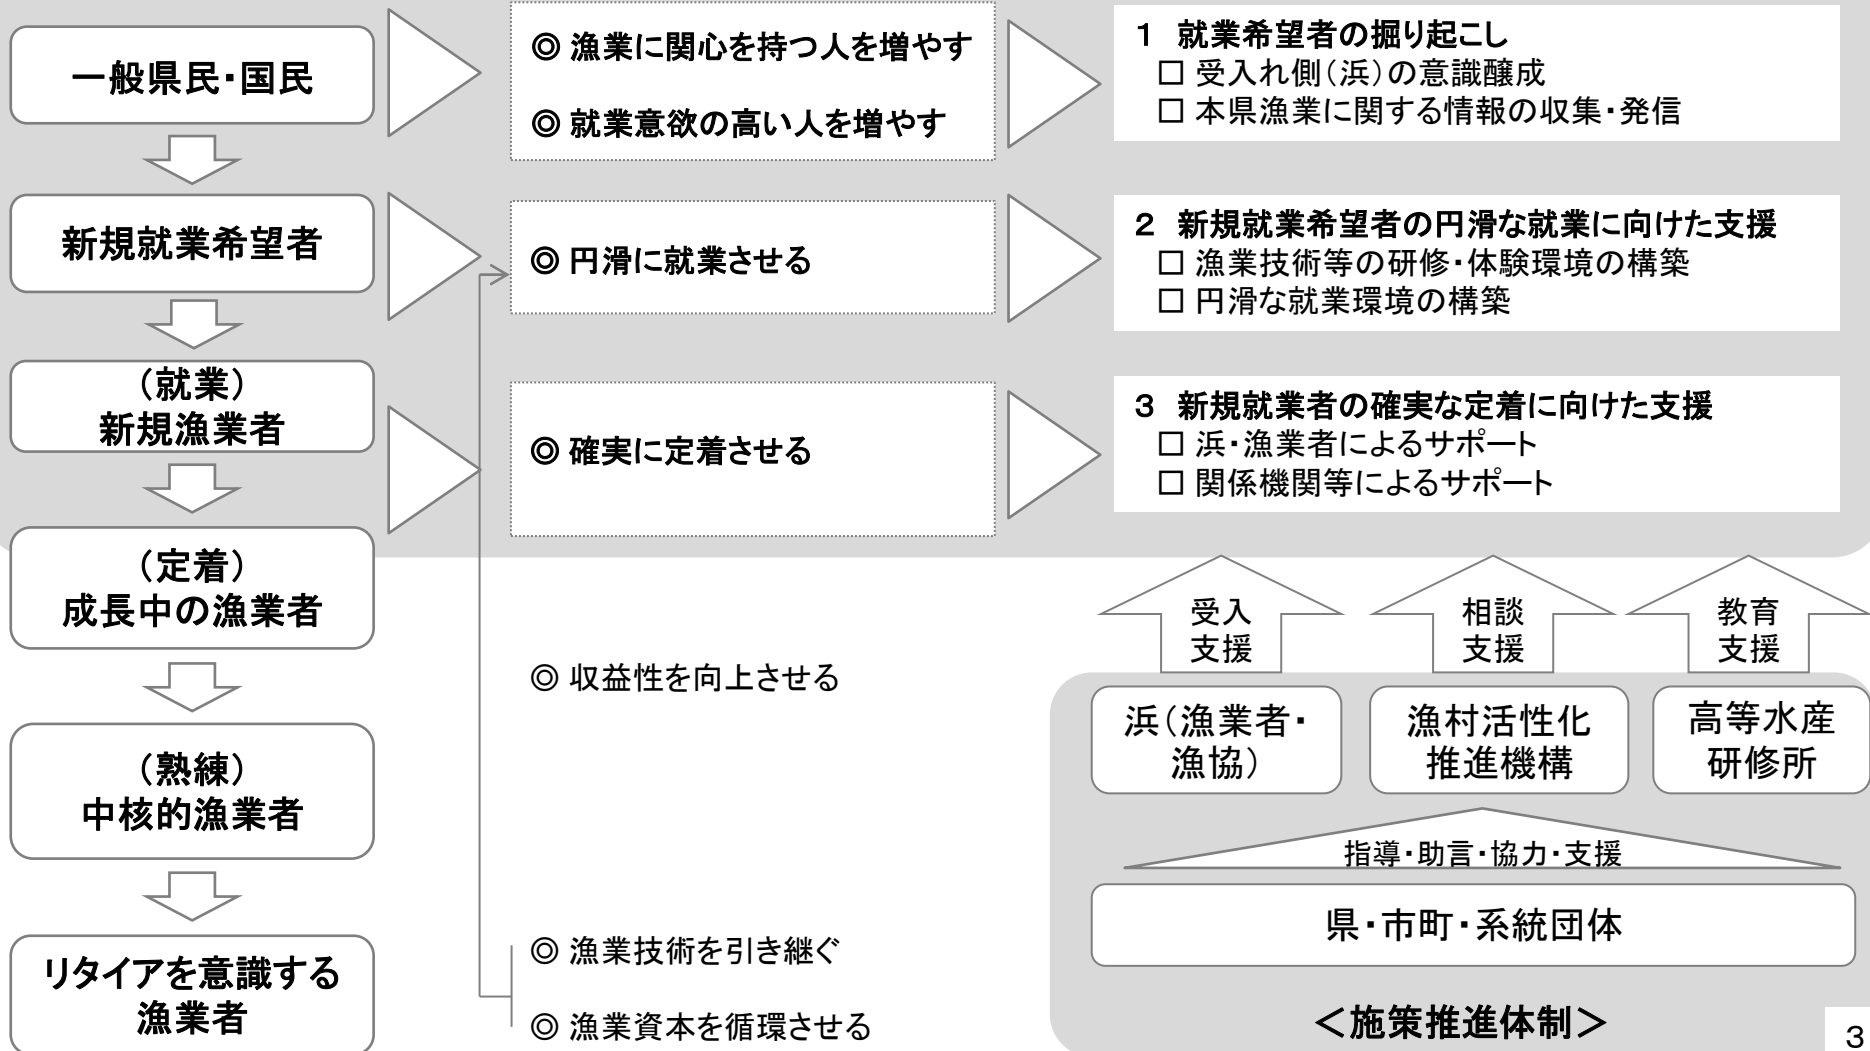 一般県民・国民
◎ 漁業に関心を持つ人を増やす
◎ 就業意欲の高い人を増やす
１　就業希望者の掘り起こし
□ 受入れ側（浜）の意識醸成
□ 本県漁業に関する情報の収集・発信
新規就業希望者
◎ 円滑に就業させる
２　新規就業希望者の円滑な就業に向けた支援
□ 漁業技術等の研修・体験環境の構築
□ 円滑な就業環境の構築
（就業）
新規漁業者
◎ 確実に定着させる
３　新規就業者の確実な定着に向けた支援
□ 浜・漁業者によるサポート
□ 関係機関等によるサポート
（定着）
成長中の漁業者
◎ 収益性を向上させる
（熟練）
中核的漁業者
リタイアを意識する
漁業者
◎ 漁業技術を引き継ぐ
◎ 漁業資本を循環させる
受入
支援
相談
支援
教育
支援
浜（漁業者・
漁協）
漁村活性化
推進機構
高等水産
研修所
指導・助言・協力・支援
県・市町・系統団体
＜施策推進体制＞
3